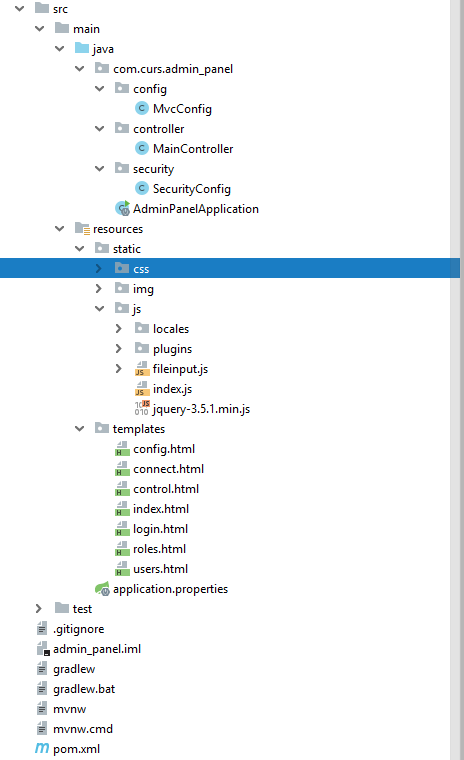 src
main
java
com.curs.admin_panel
config
MvcConfig
controller
MainController
security
SecurityConfig
AdminPanelApplication
resources
static
css
img
js
locales
plugins
fileinput.js
index.js
jquery-3.5.1.min.js
templates
config.html
connect.html
control.html
index.html
login.html
roles.html
users.html
application.properties
test
.gitignore
admin_panel.iml
gradlew
gradlew.bat
mvnw
mvnw.cmd
pom.xml